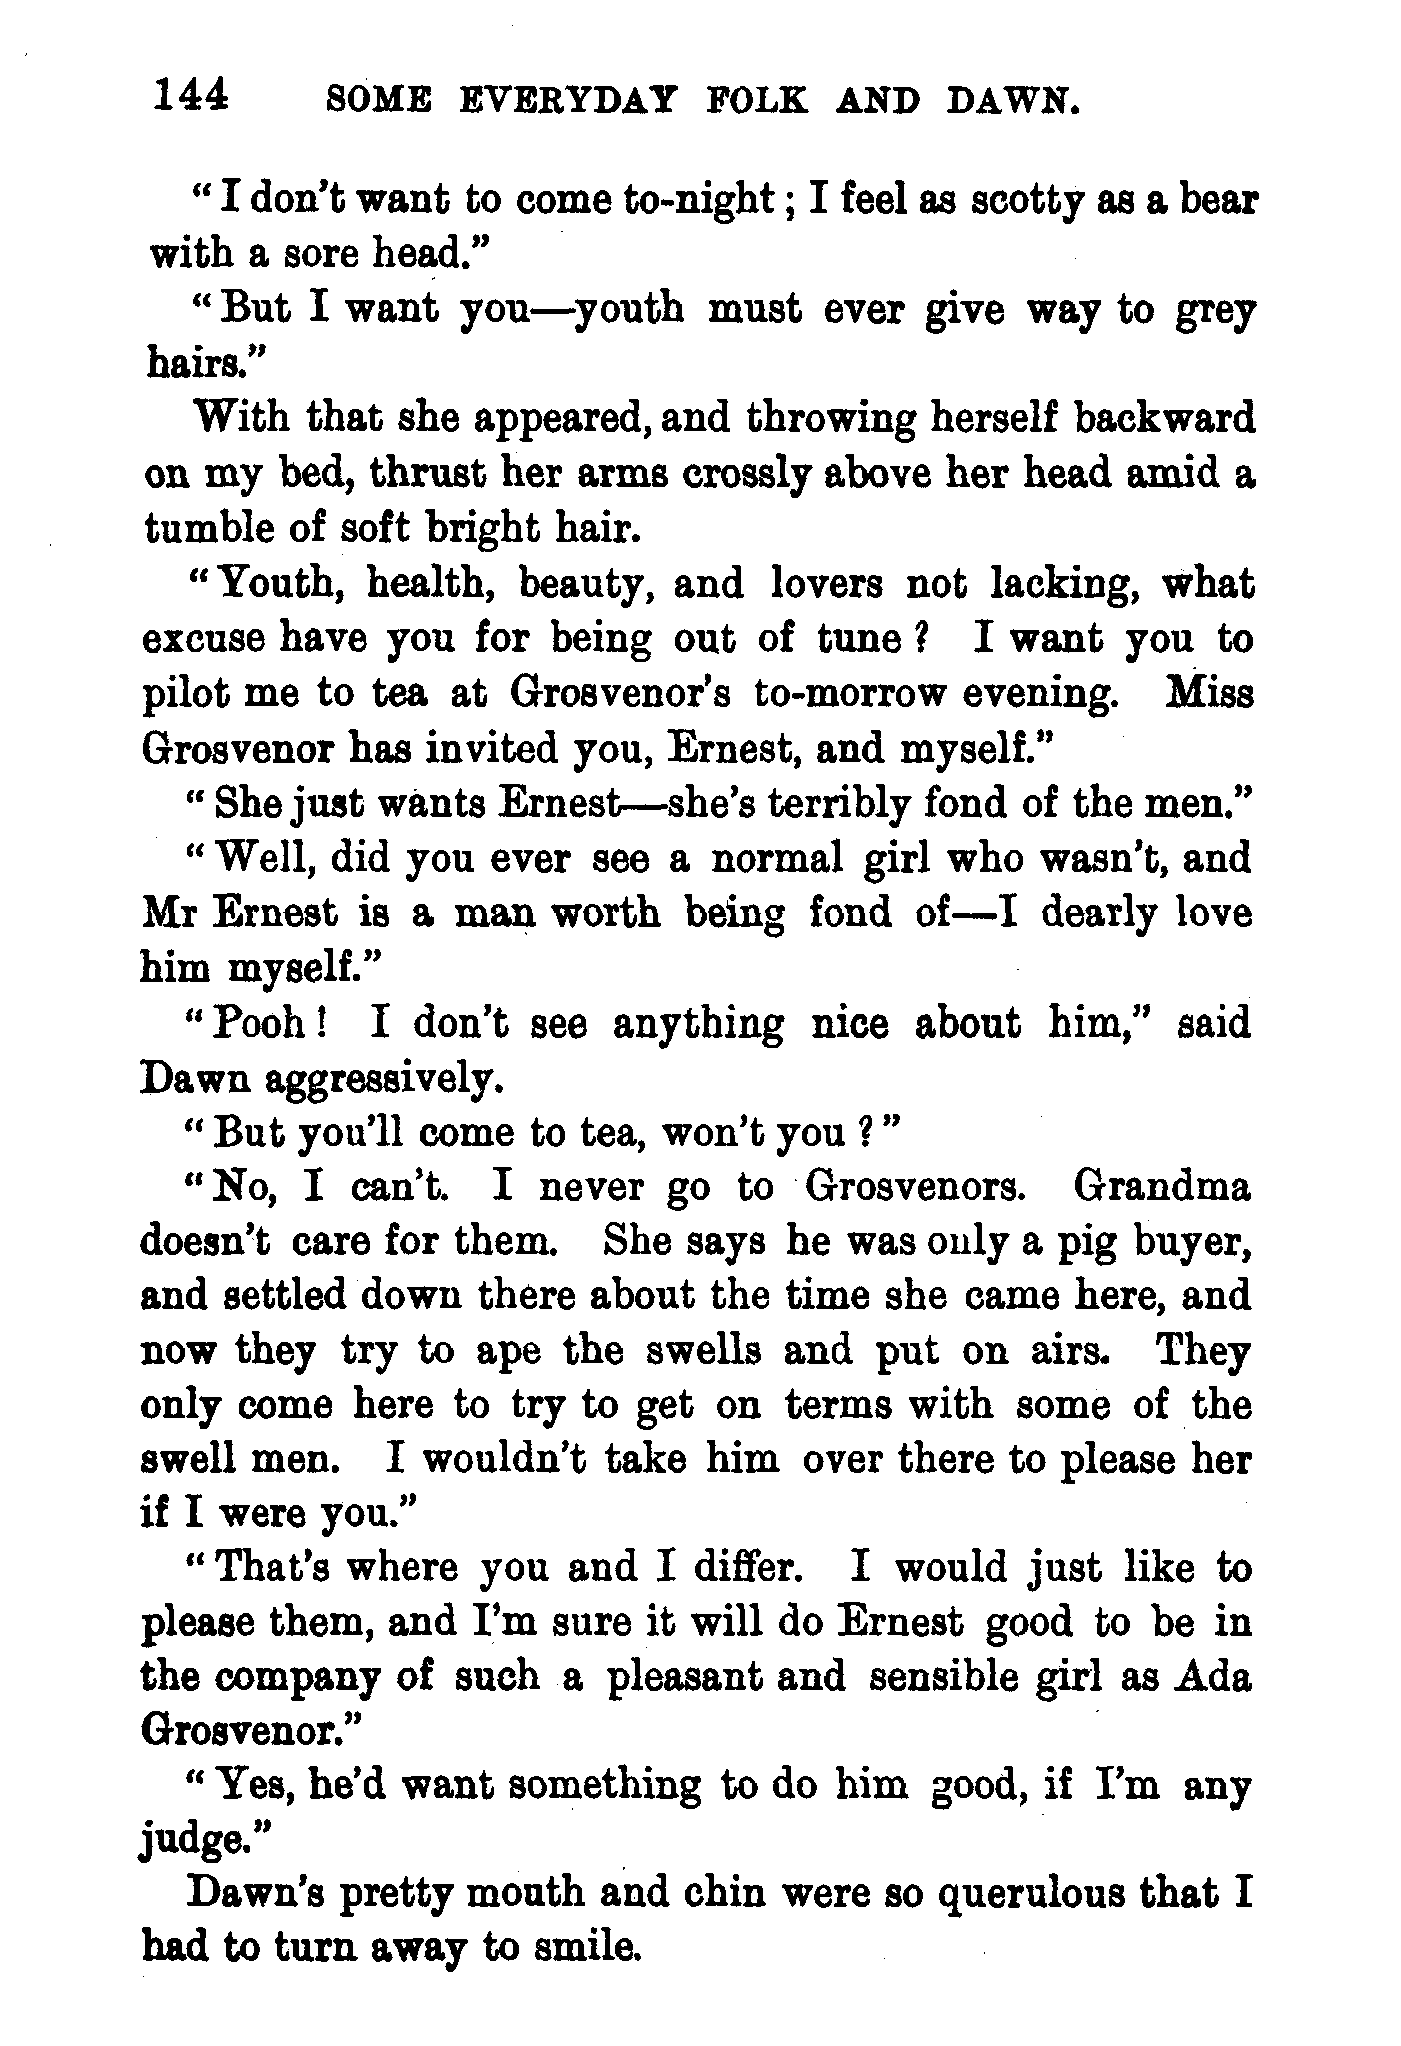 144 SOME EVERYDAY FOLK AND DAWN.
"I don't want to come to-night; I feel as scotty as a bear
with a sore head."
"But I want you—youth must ever give way to grey
hairs."
With that she appeared, and throwing herself backward
on my bed, thrust her arms crossly above her head amid a
tumble of soft bright hair.
"Youth, health, beauty, and lovers not lacking, what
excuse have you for being out of tune? I want you to
pilot me to tea at Grosvenor's to-morrow evening. Miss
Grosvenor has invited you, Ernest, and myself."
"She just wants Ernest—she's terribly fond of the men."
"Well, did you ever see a normal girl who wasn't, and
Mr Ernest is a man worth being fond of—I dearly love
him myself."
"Pooh! I don't see anything nice about him," said
Dawn aggressively.
"But you'll come to tea, won't you?"
"No, I can't. I never go to Grosvenors. Grandma
doesn't care for them. She says he was only a pig buyer,
and settled down there about the time she came here, and
now they try to ape the swells and put on airs. They
only come here to try to get on terms with some of the
swell men. I wouldn't take him over there to please her
if I were you."
"That's where you and I differ. I would just like to
please them, and I'm sure it will do Ernest good to be in
the company of such a pleasant and sensible girl as Ada
Grosvenor."
"Yes, he'd want something to do him good, if I'm any
judge."
Dawn's pretty mouth and chin were so querulous that I
had to turn away to smile.